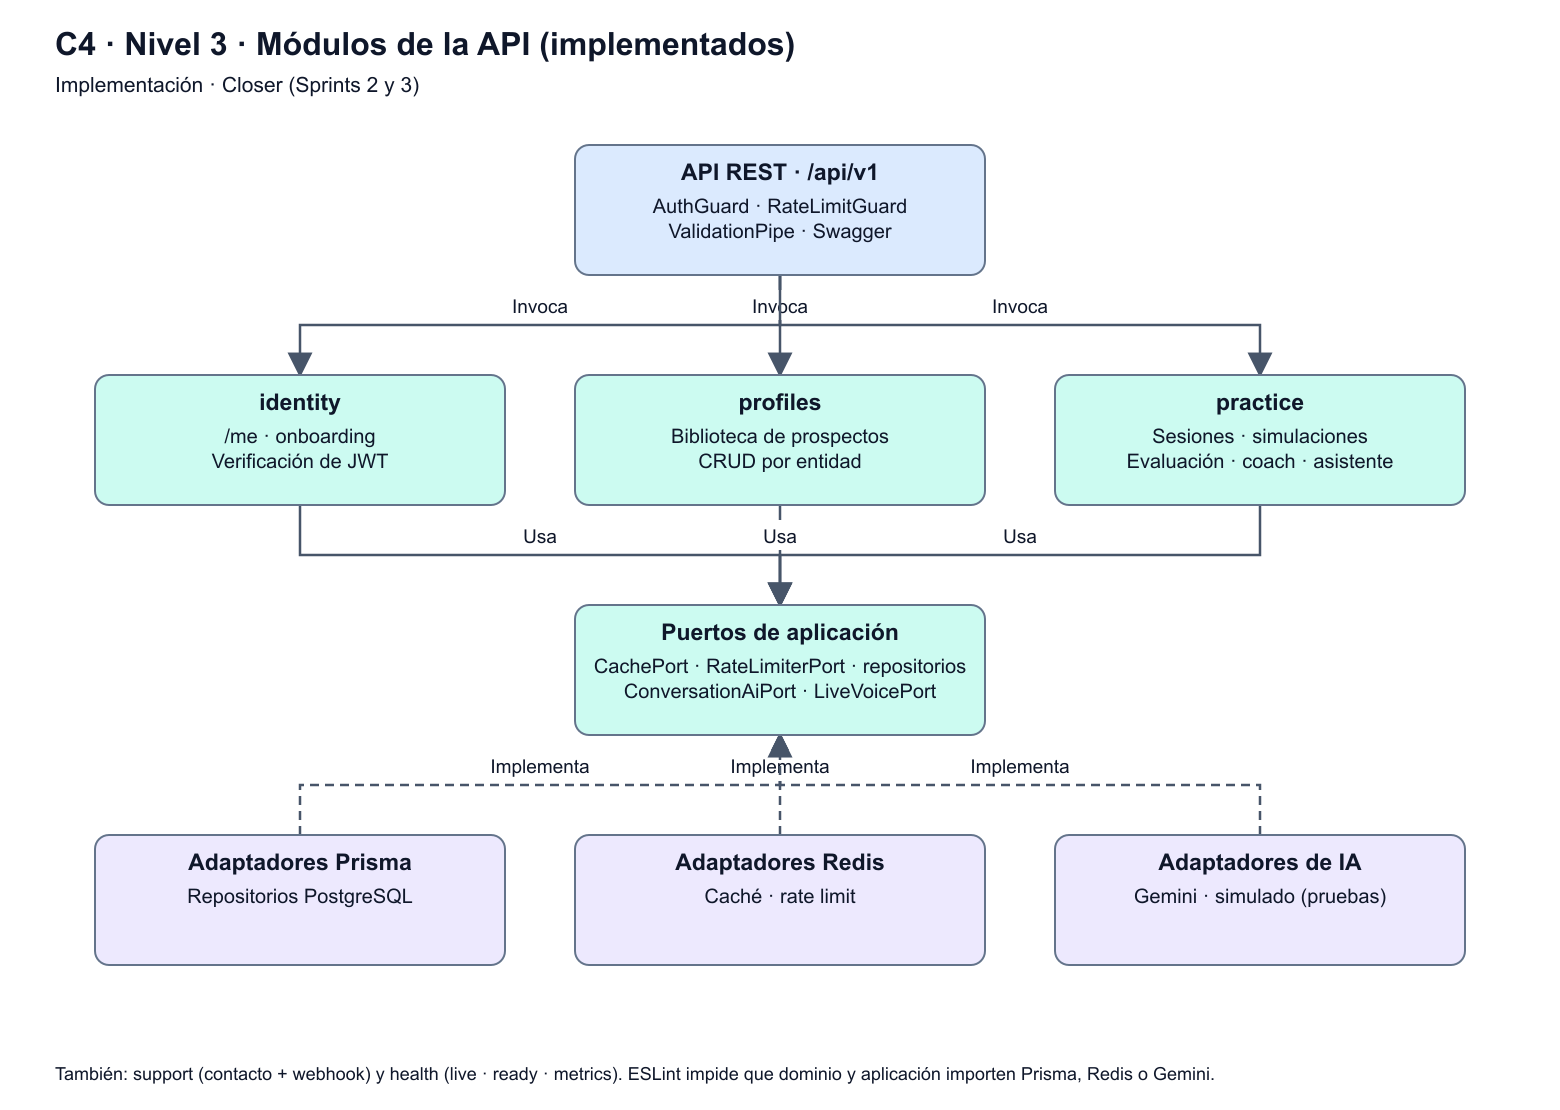 C4 · Nivel 3 · Módulos de la API (implementados)
Implementación · Closer (Sprints 2 y 3)
API REST · /api/v1
AuthGuard · RateLimitGuard
ValidationPipe · Swagger
Invoca
Invoca
Invoca
identity
/me · onboarding
Verificación de JWT
profiles
Biblioteca de prospectos
CRUD por entidad
practice
Sesiones · simulaciones
Evaluación · coach · asistente
Usa
Usa
Usa
Puertos de aplicación
CachePort · RateLimiterPort · repositorios
ConversationAiPort · LiveVoicePort
Implementa
Implementa
Implementa
Adaptadores Prisma
Repositorios PostgreSQL
Adaptadores Redis
Caché · rate limit
Adaptadores de IA
Gemini · simulado (pruebas)
También: support (contacto + webhook) y health (live · ready · metrics). ESLint impide que dominio y aplicación importen Prisma, Redis o Gemini.